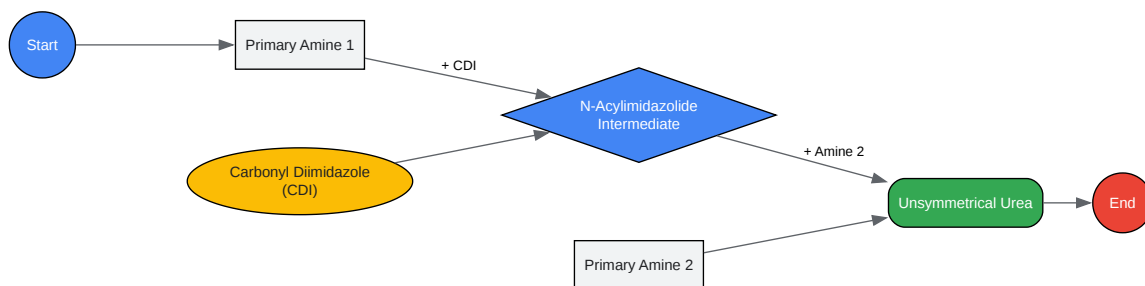 Start
Primary Amine 1
+ CDI
N-Acylimidazolide
Intermediate
Carbonyl Diimidazole
(CDI)
+ Amine 2
Unsymmetrical Urea
End
Primary Amine 2